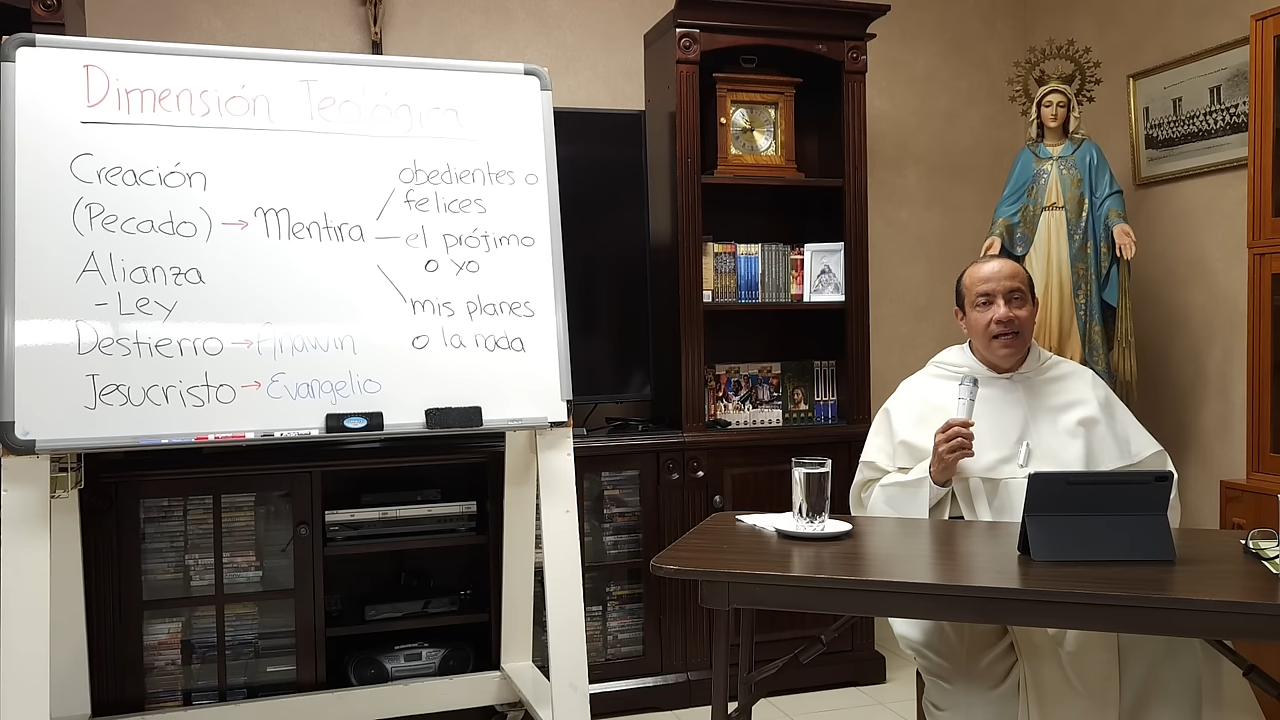 Dimensión Teológica
Creación
(Pecado) → Mentira
obedientes o
felices
el prójimo
o yo
mis planes
o la nada
Alianza
- Ley
Destierro → Anawin
Jesucristo → Evangelio